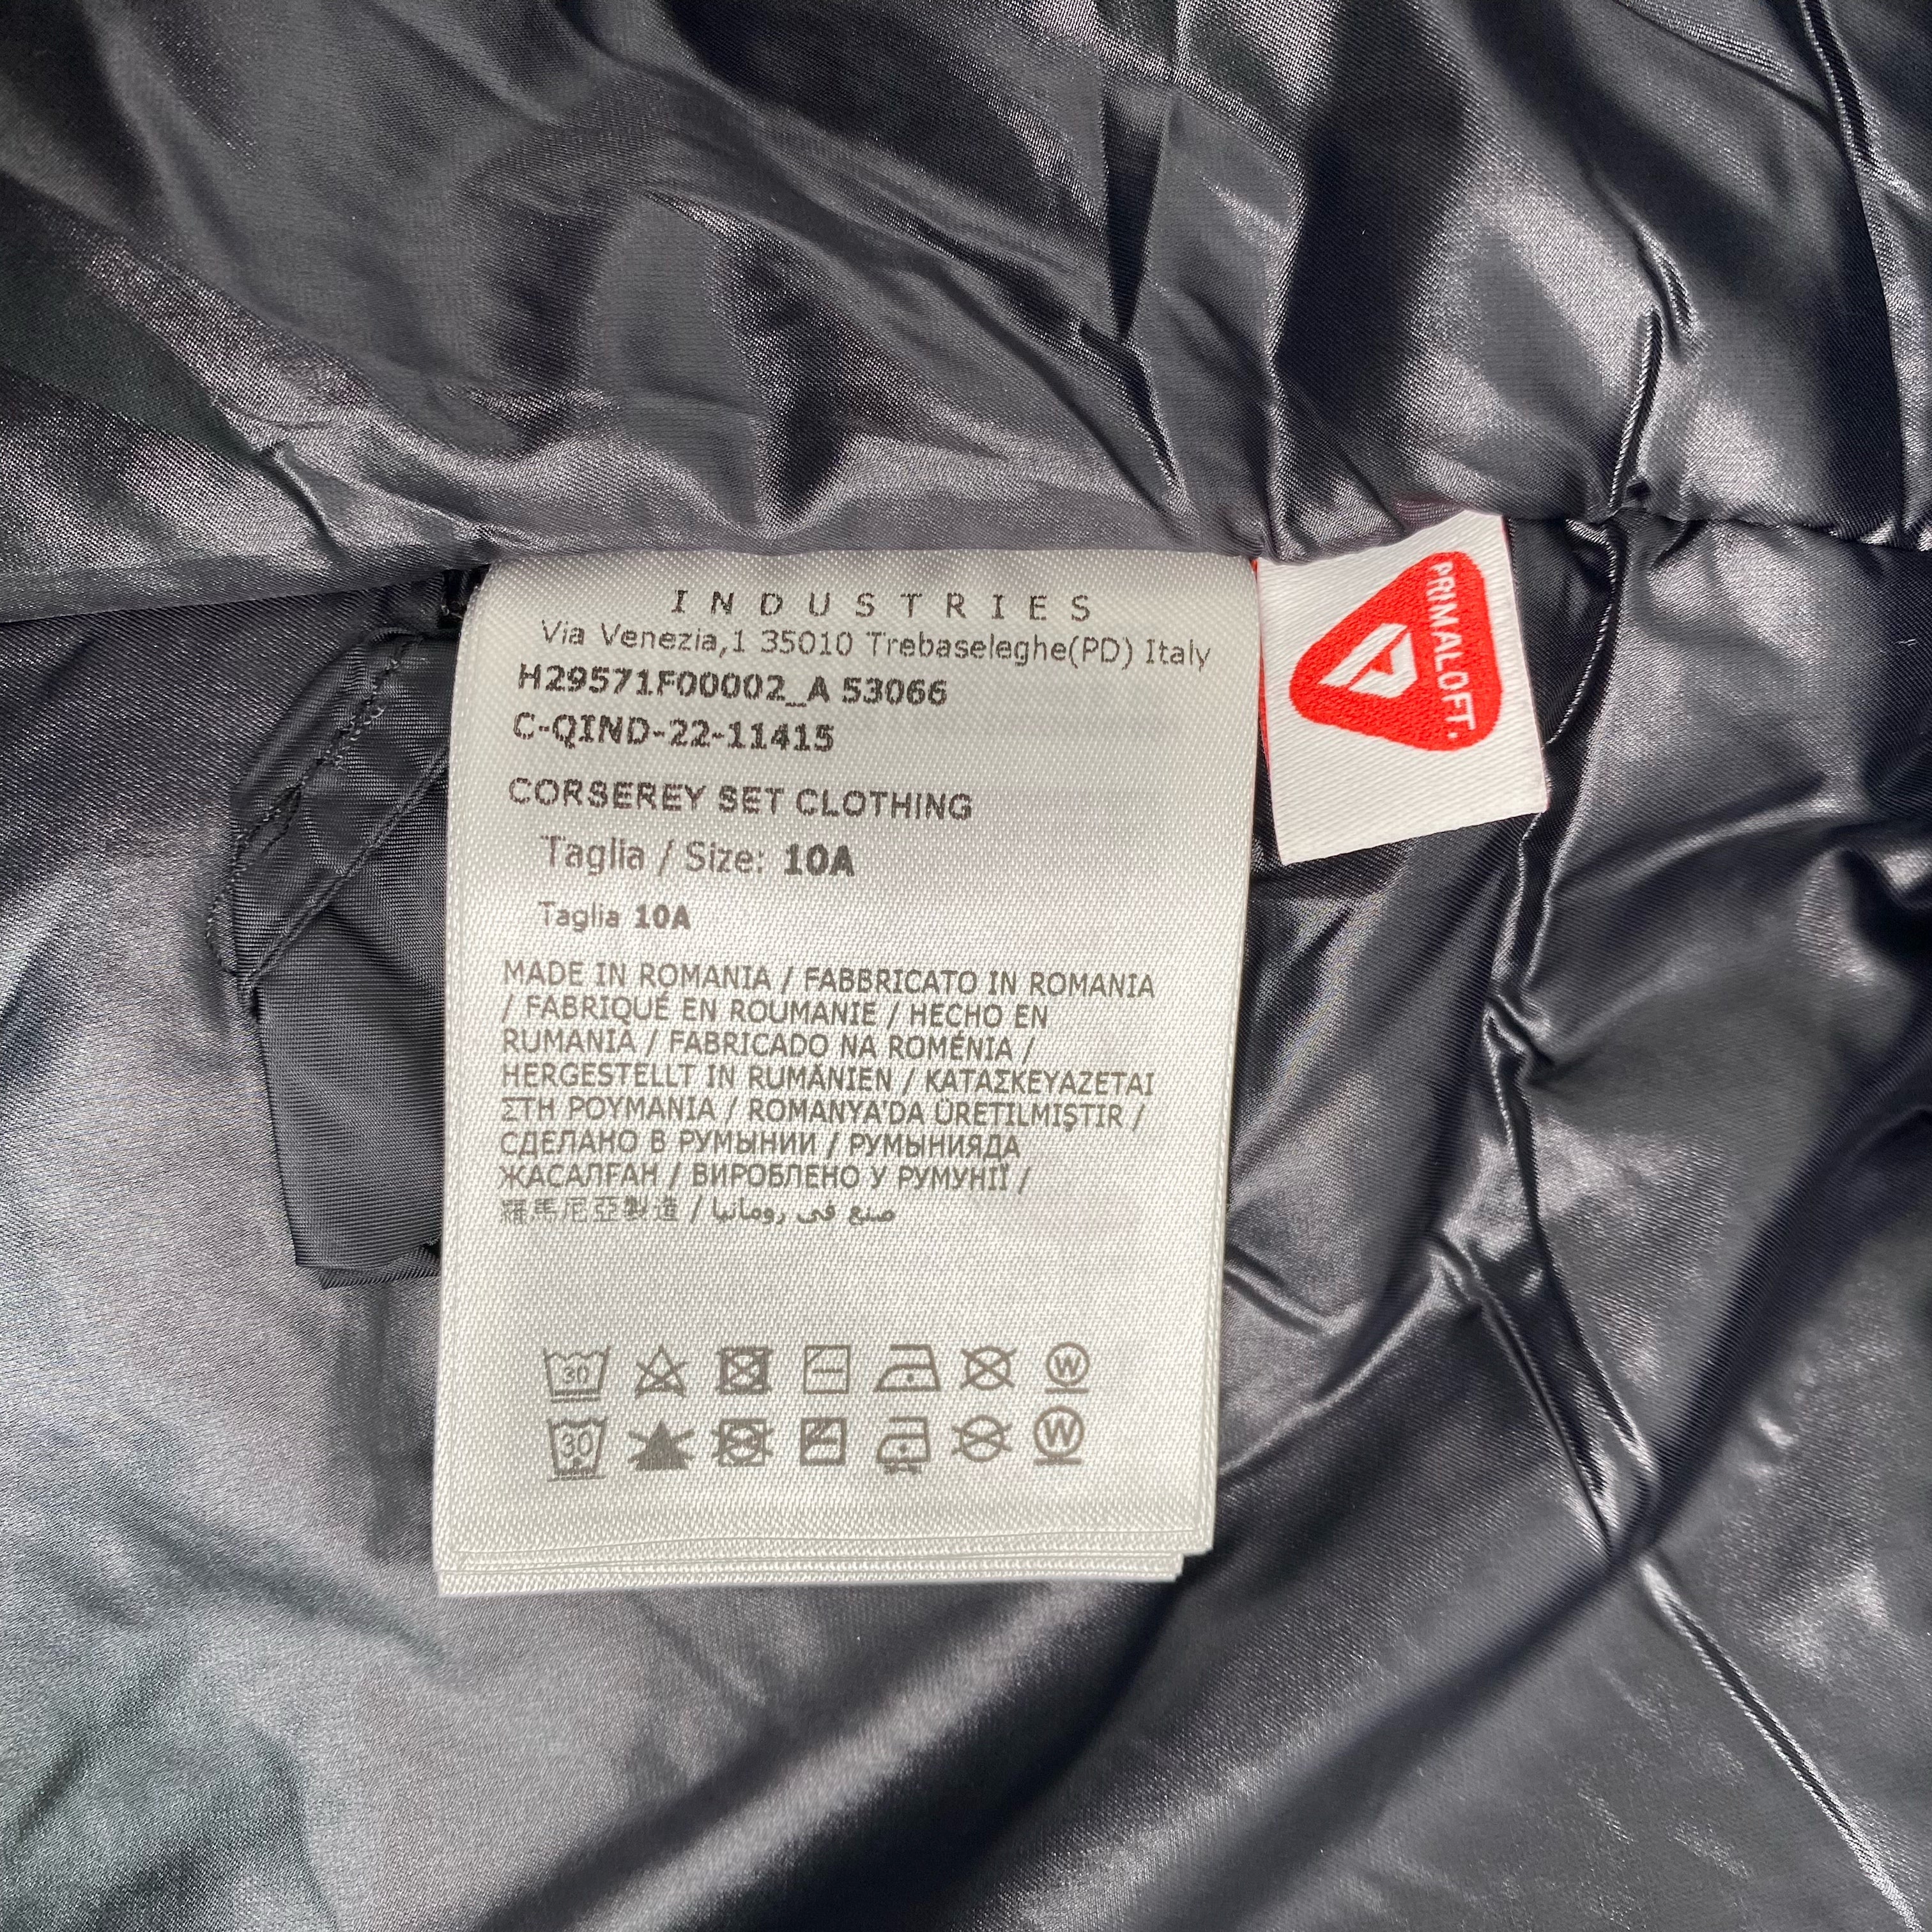 INDUSTRIES
Via Venezia,1 35010 Trebaseleghe(PD) Italy
H29571F00002_A 53066
C-QIND-22-11415
CORSEREY SET CLOTHING
Taglia / Size: 10A
Taglia 10A
MADE IN ROMANIA / FABBRICATO IN ROMANIA
/ FABRIQUÉ EN ROUMANIE / HECHO EN
RUMANIÀ / FABRICADO NA ROMÉNIA /
HERGESTELLT IN RUMÄNIEN / ΚΑΤΑΣΚΕΥΑΖΕΤΑΙ
ΣΤΗ ΡΟΥΜΑΝΙΑ / ROMANYA'DA ÜRETILMIŞTIR /
СДЕЛАНО В РУМЫНИИ / РУМЫНИЯДА
ЖАСАЛҒАН / ВИРОБЛЕНО У РУМУНІЇ /
羅馬尼亞製造 / صنع في رومانيا
30 W
30 W
PRIMALOFT.